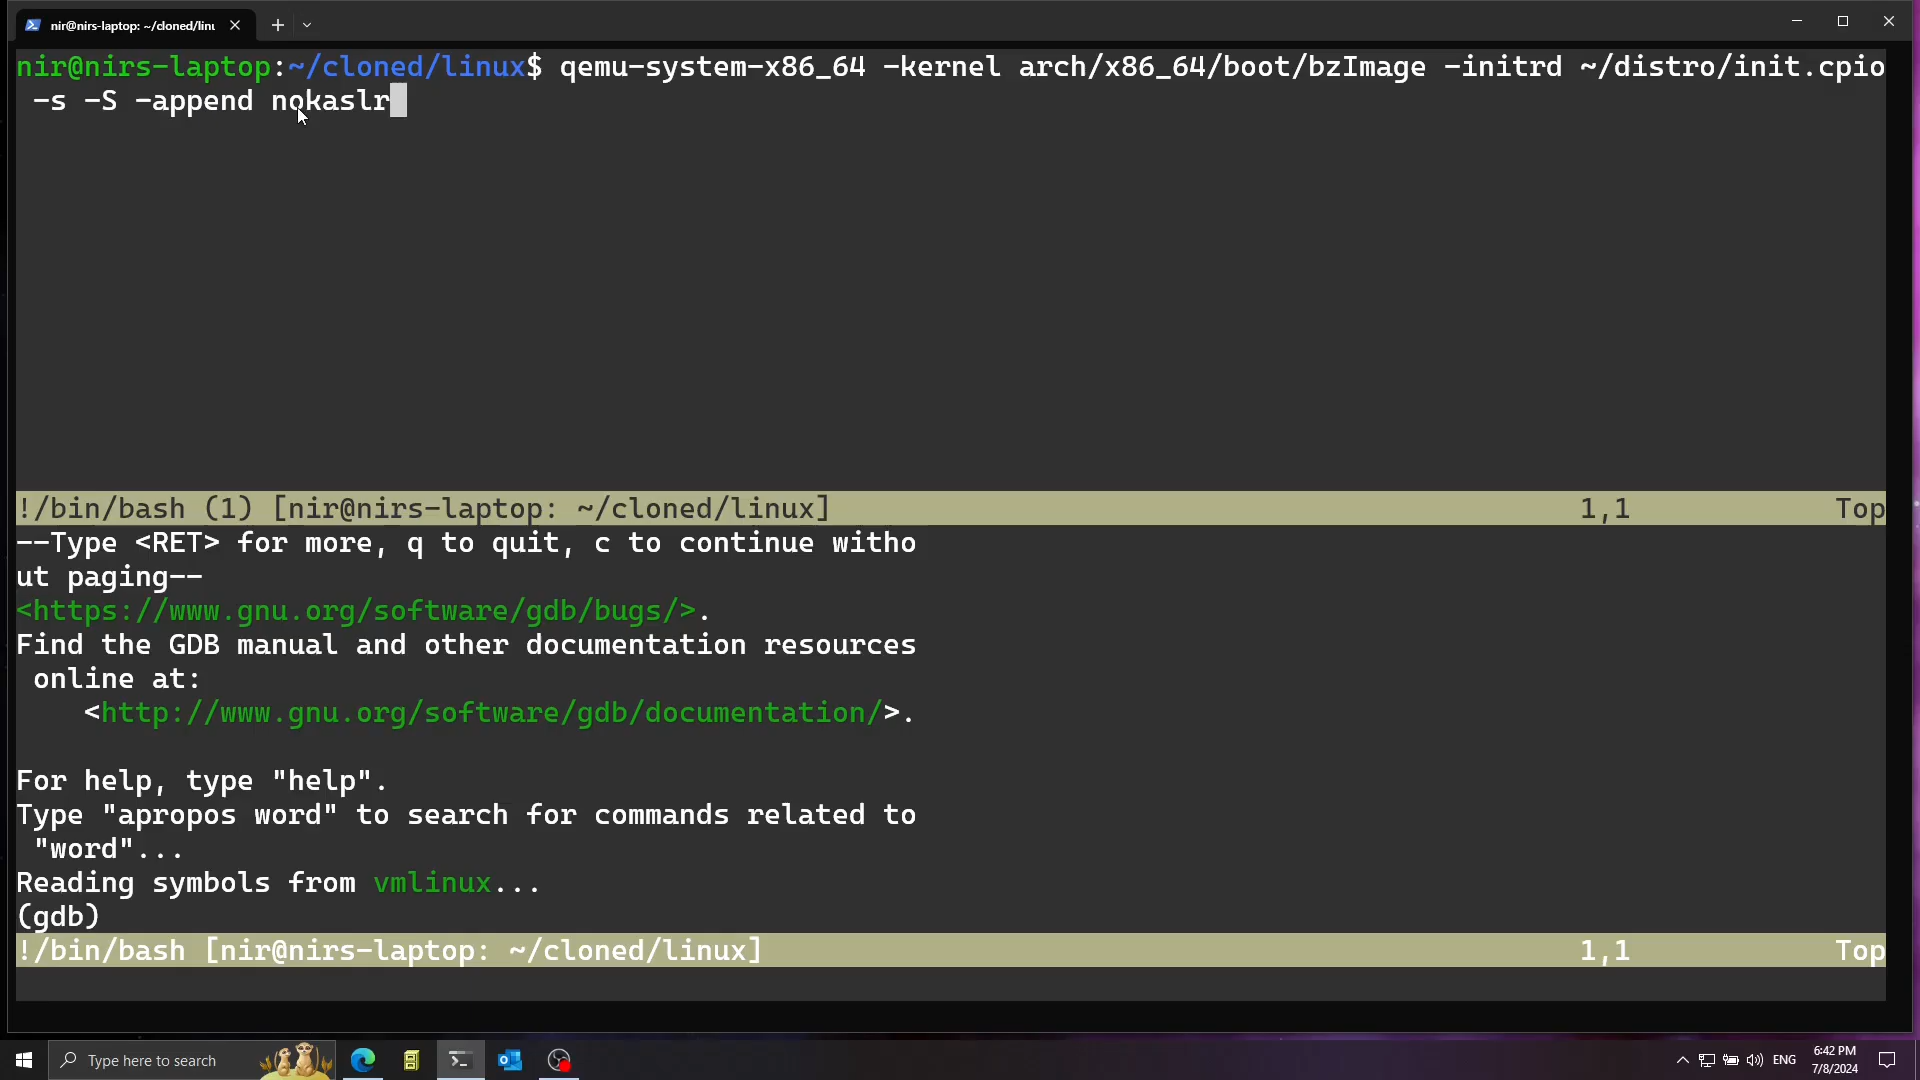 nir@nirs-laptop: ~/cloned/linu
nir@nirs-laptop:~/cloned/linux$ qemu-system-x86_64 -kernel arch/x86_64/boot/bzImage -initrd ~/distro/init.cpio
-s -S -append nokaslr
!/bin/bash (1) [nir@nirs-laptop: ~/cloned/linux] 1,1 Top
--Type <RET> for more, q to quit, c to continue witho
ut paging--
<https://www.gnu.org/software/gdb/bugs/>.
Find the GDB manual and other documentation resources
online at:
<http://www.gnu.org/software/gdb/documentation/>.
For help, type "help".
Type "apropos word" to search for commands related to
"word"...
Reading symbols from vmlinux...
(gdb)
!/bin/bash [nir@nirs-laptop: ~/cloned/linux] 1,1 Top
Type here to search
ENG
6:42 PM
7/8/2024